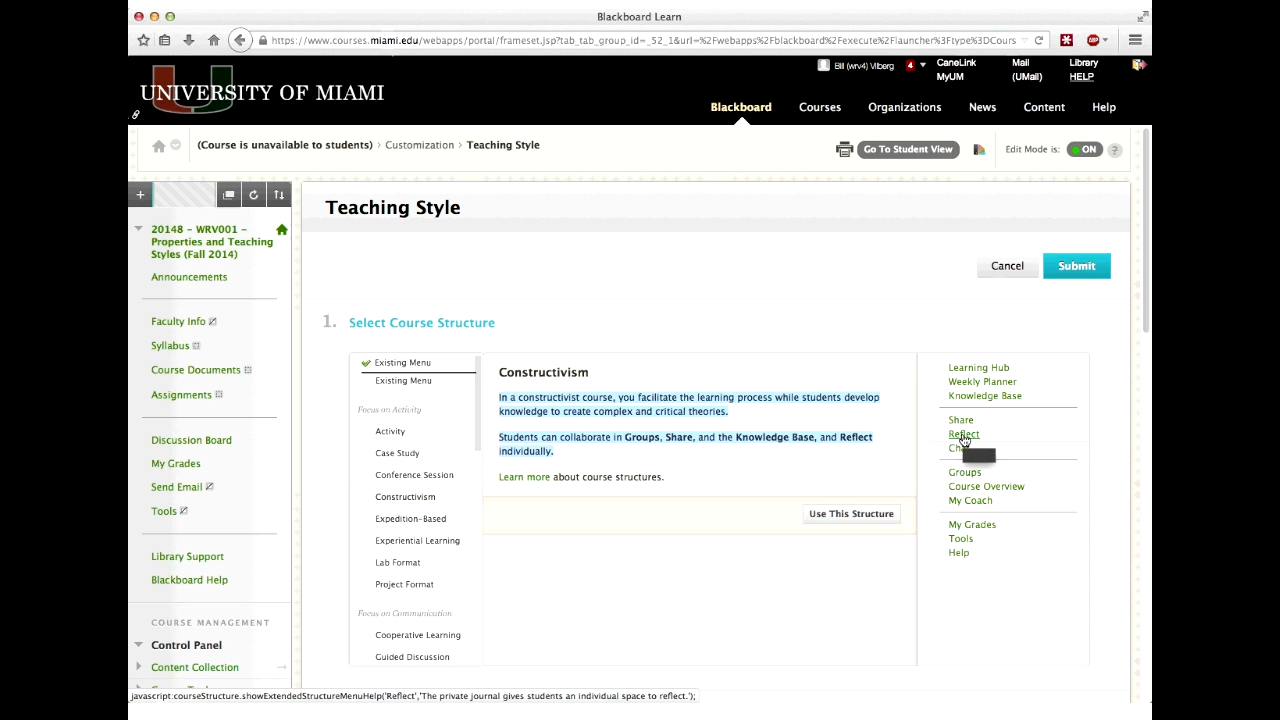 Blackboard Learn
https://www.courses.miami.edu/webapps/portal/frameset.jsp?tab_tab_group_id=_52_1&url=%2Fwebapps%2Fblackboard%2Fexecute%2Flauncher%3Ftype%3DCours
UNIVERSITY OF MIAMI
Bill (wrv4) Vilberg 4 CaneLink Mail Library
MyUM (UMail) HELP
Blackboard Courses Organizations News Content Help
(Course is unavailable to students) > Customization > Teaching Style Go To Student View Edit Mode is: ON ?
Teaching Style
Cancel Submit
20148 – WRV001 –
Properties and Teaching
Styles (Fall 2014)
Announcements
Faculty Info
Syllabus
Course Documents
Assignments
Discussion Board
My Grades
Send Email
Tools
Library Support
Blackboard Help
COURSE MANAGEMENT
Control Panel
Content Collection
1. Select Course Structure
Existing Menu
Existing Menu
Focus on Activity
Activity
Case Study
Conference Session
Constructivism
Expedition-Based
Experiential Learning
Lab Format
Project Format
Focus on Communication
Cooperative Learning
Guided Discussion
Constructivism
In a constructivist course, you facilitate the learning process while students develop
knowledge to create complex and critical theories.
Students can collaborate in Groups, Share, and the Knowledge Base, and Reflect
individually.
Learn more about course structures.
Use This Structure
Learning Hub
Weekly Planner
Knowledge Base
Share
Reflect
Groups
Course Overview
My Coach
My Grades
Tools
Help
javascript:courseStructure.showExtendedStructureMenuHelp('Reflect','The private journal gives students an individual space to reflect.');